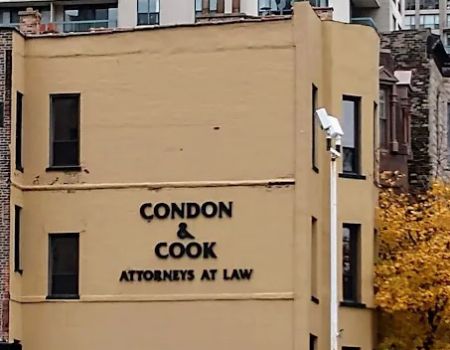 CONDON
&
COOK
ATTORNEYS AT LAW